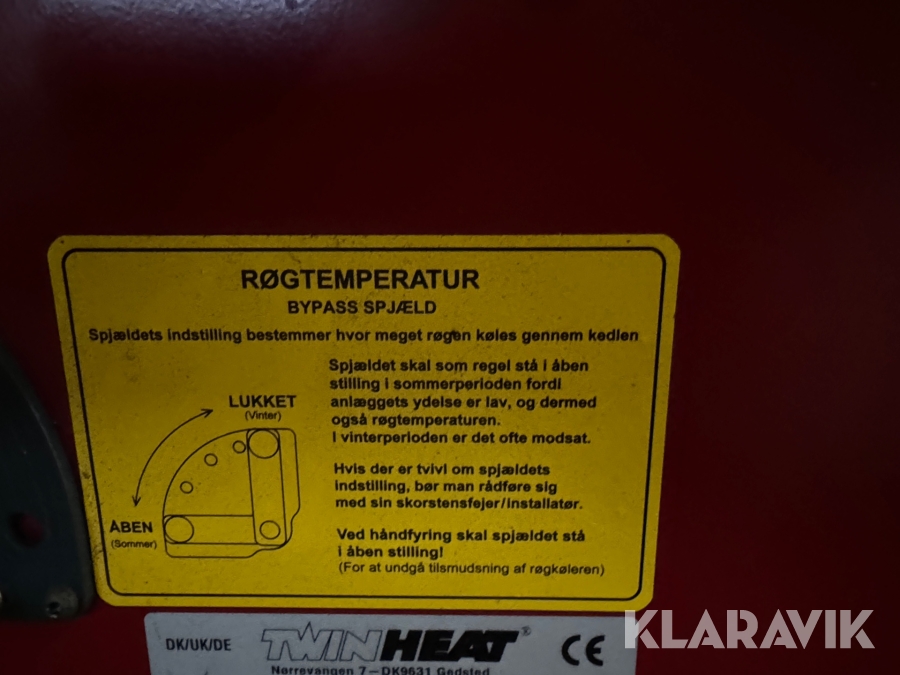 RØGTEMPERATUR
BYPASS SPJÆLD
Spjældets indstilling bestemmer hvor meget røgen køles gennem kedlen
Spjældet skal som regel stå i åben
stilling i sommerperioden fordi
anlæggets ydelse er lav, og dermed
også røgtemperaturen.
I vinterperioden er det ofte modsat.
Hvis der er tvivl om spjældets
indstilling, bør man rådføre sig
med sin skorstensfejer/installatør.
Ved håndfyring skal spjældet stå
i åben stilling!
(For at undgå tilsmudsning af røgkøleren)
LUKKET
(Vinter)
ÅBEN
(Sommer)
DK/UK/DE
TWINHEAT®
CE
Nørrevangen 7-DK9631 Gedsted
KLARAVIK